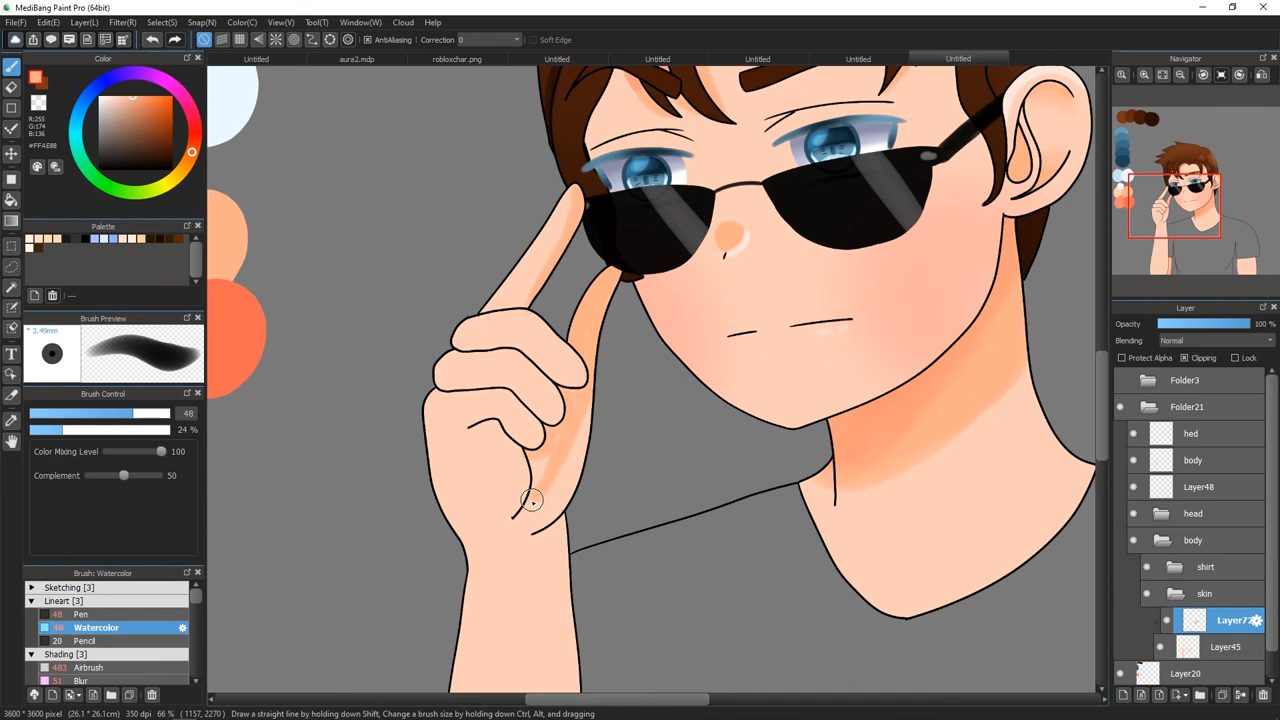 MediBang Paint Pro (64bit)
File(F) Edit(E) Layer(L) Filter(R) Select(S) Snap(N) Color(C) View(V) Tool(T) Window(W) Cloud Help
AntiAliasing Correction 0 Soft Edge
Untitled aura2.mdp robloxchar.png Untitled Untitled Untitled Untitled Untitled
Color
R:255
G:174
B:136
#FFAE88
Palette
---
Brush Preview
* 3.49mm
Brush Control
48
24 %
Color Mixing Level 100
Complement 50
Brush: Watercolor
Sketching [3]
Lineart [3]
48 Pen
48 Watercolor
20 Pencil
Shading [3]
483 Airbrush
51 Blur
Navigator
Layer
Opacity 100 %
Blending Normal
Protect Alpha Clipping Lock
Folder3
Folder21
hed
body
Layer48
head
body
shirt
skin
Layer77
Layer45
Layer20
3600 * 3600 pixel (26.1 * 26.1cm) 350 dpi 66 % ( 1157, 2270 ) Draw a straight line by holding down Shift, Change a brush size by holding down Ctrl, Alt, and dragging